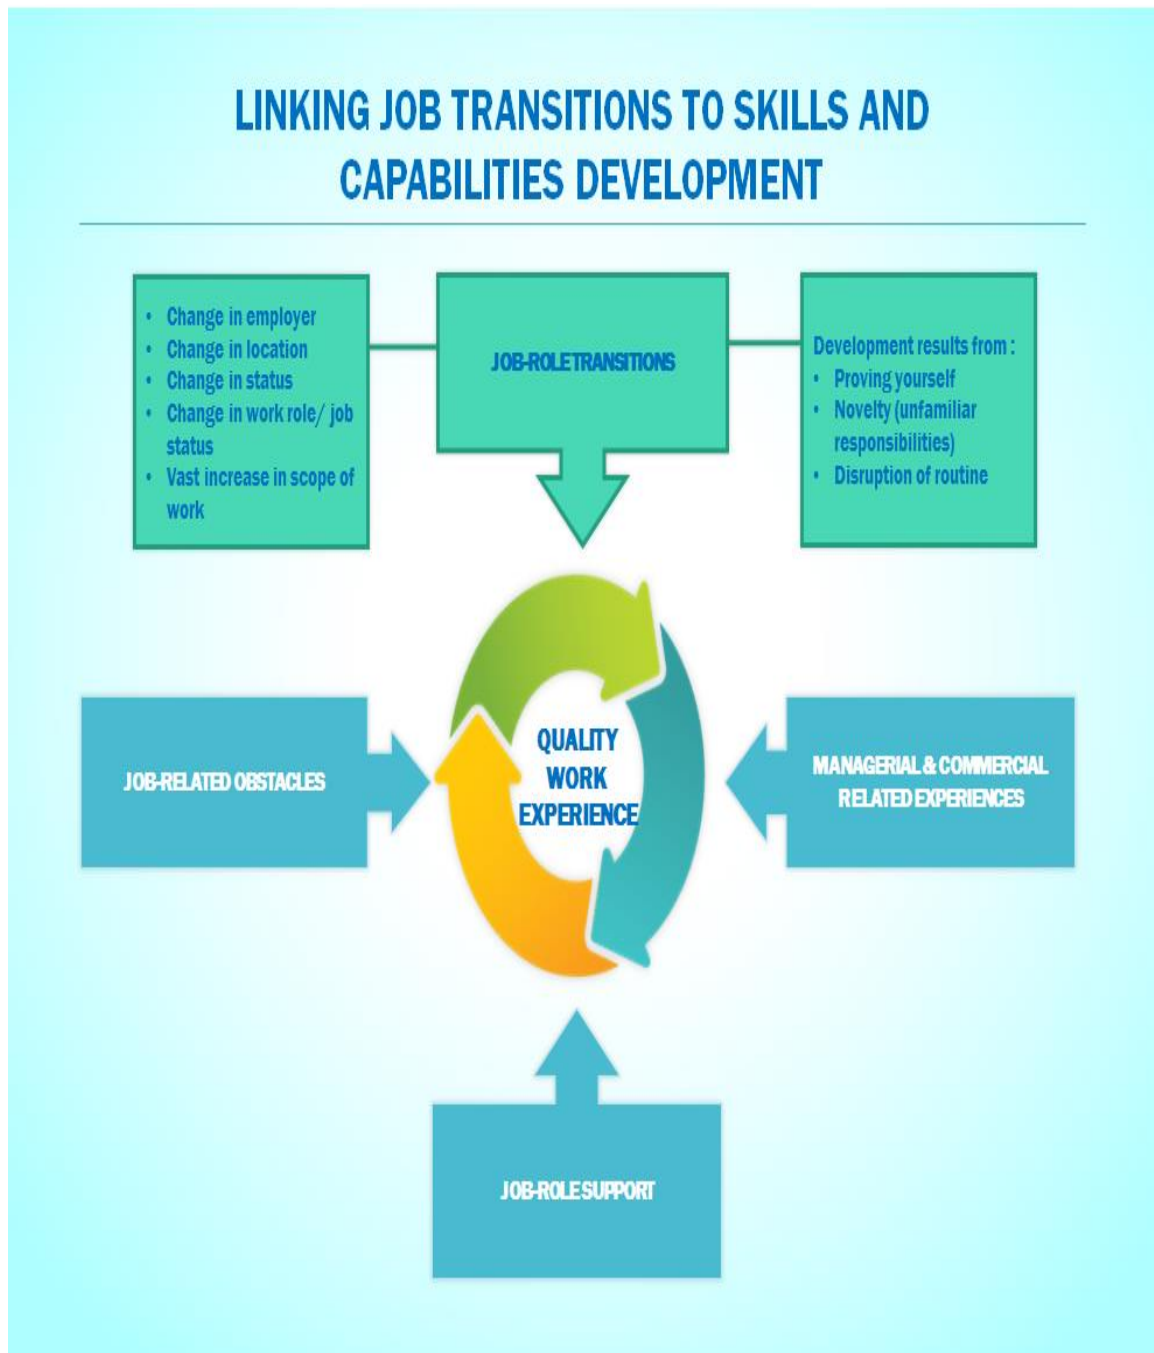 LINKING JOB TRANSITIONS TO SKILLS AND
CAPABILITIES DEVELOPMENT
• Change in employer
• Change in location
• Change in status
• Change in work role/ job
status
• Vast increase in scope of
work
JOB-ROLE TRANSITIONS
Development results from :
• Proving yourself
• Novelty (unfamiliar
responsibilities)
• Disruption of routine
JOB-RELATED OBSTACLES
QUALITY
WORK
EXPERIENCE
MANAGERIAL & COMMERCIAL
RELATED EXPERIENCES
JOB-ROLE SUPPORT